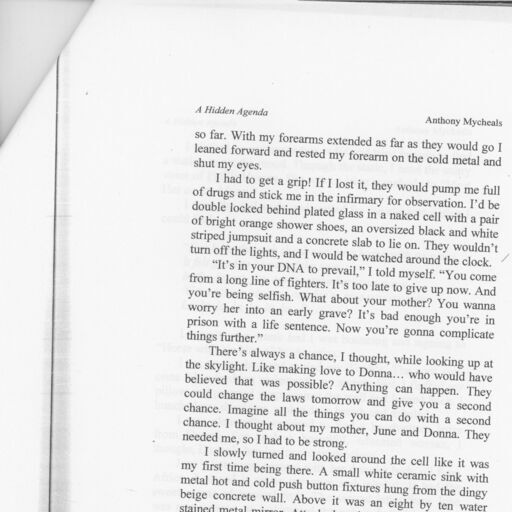 A Hidden Agenda
Anthony Mycheals
so far. With my forearms extended as far as they would go I
leaned forward and rested my forearm on the cold metal and
shut my eyes.
I had to get a grip! If I lost it, they would pump me full
of drugs and stick me in the infirmary for observation. I'd be
double locked behind plated glass in a naked cell with a pair
of bright orange shower shoes, an oversized black and white
striped jumpsuit and a concrete slab to lie on. They wouldn't
turn off the lights, and I would be watched around the clock.
“It's in your DNA to prevail,” I told myself. “You come
from a long line of fighters. It's too late to give up now. And
you're being selfish. What about your mother? You wanna
worry her into an early grave? It's bad enough you're in
prison with a life sentence. Now you're gonna complicate
things further.”
There's always a chance, I thought, while looking up at
the skylight. Like making love to Donna… who would have
believed that was possible? Anything can happen. They
could change the laws tomorrow and give you a second
chance. Imagine all the things you can do with a second
chance. I thought about my mother, June and Donna. They
needed me, so I had to be strong.
I slowly turned and looked around the cell like it was
my first time being there. A small white ceramic sink with
metal hot and cold push button fixtures hung from the dingy
beige concrete wall. Above it was an eight by ten water
stained metal mirror.